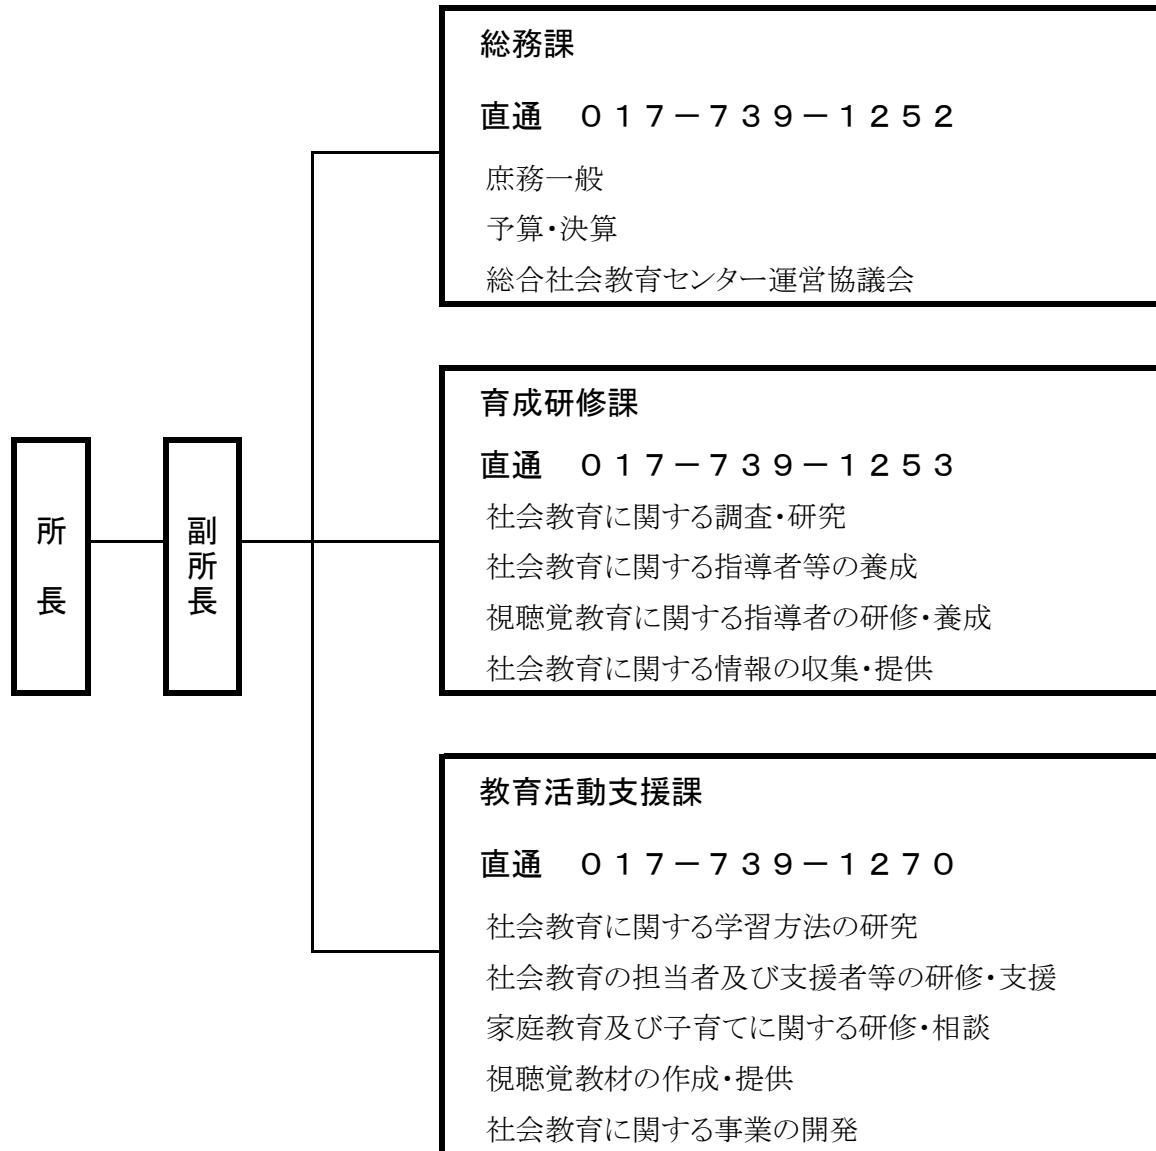 総務課
直通　０１７－７３９－１２５２
庶務一般
予算・決算
総合社会教育センター運営協議会
育成研修課
直通　０１７－７３９－１２５３
社会教育に関する調査・研究
社会教育に関する指導者等の養成
視聴覚教育に関する指導者の研修・養成
社会教育に関する情報の収集・提供
所長
副所長
教育活動支援課
直通　０１７－７３９－１２７０
社会教育に関する学習方法の研究
社会教育の担当者及び支援者等の研修・支援
家庭教育及び子育てに関する研修・相談
視聴覚教材の作成・提供
社会教育に関する事業の開発